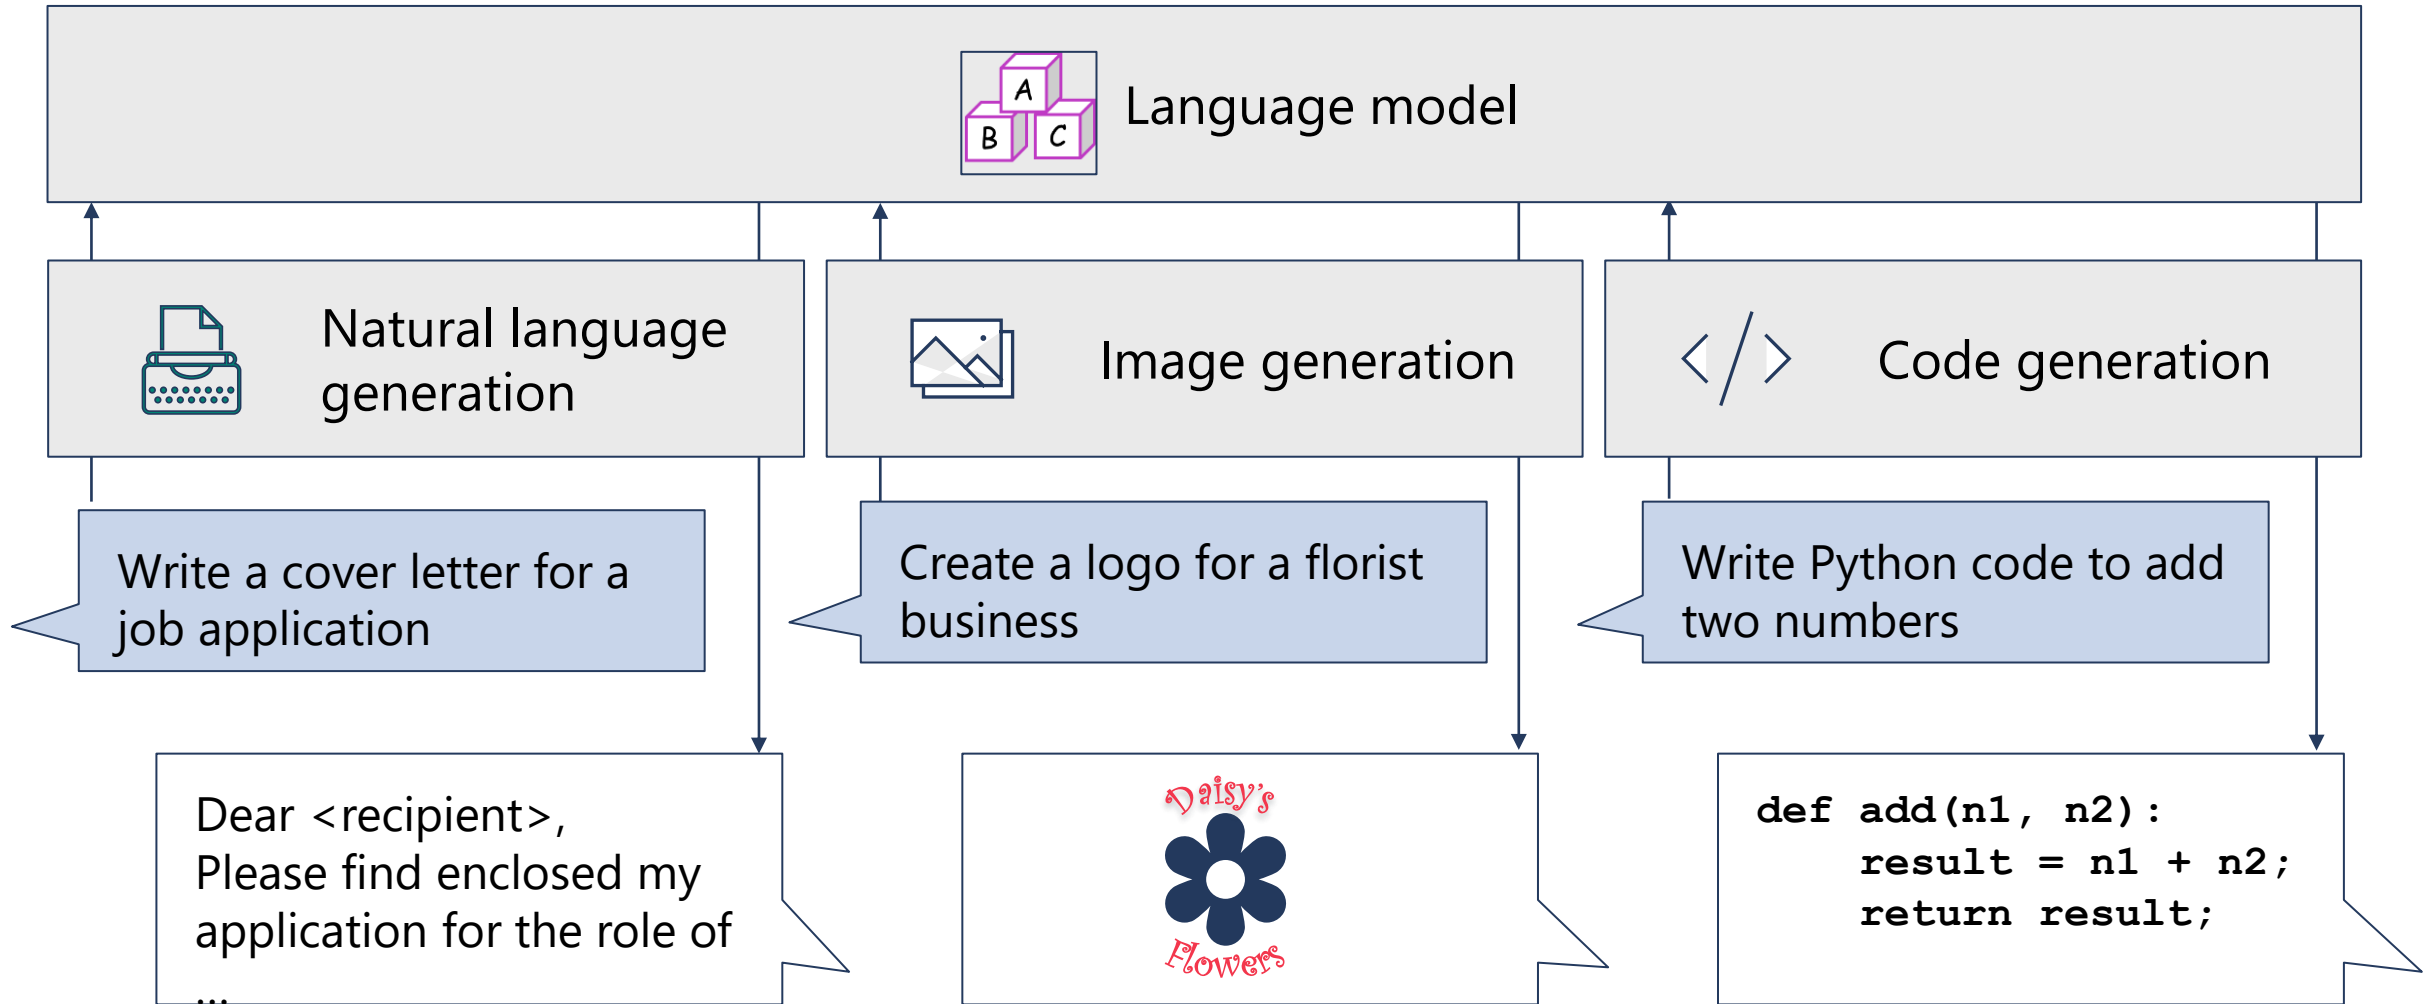 A
B C
Language model
Natural language
generation
Image generation
Code generation
Write a cover letter for a
job application
Create a logo for a florist
business
Write Python code to add
two numbers
Dear <recipient>,
Please find enclosed my
application for the role of
...
Daisy's
Flowers
def add(n1, n2):
    result = n1 + n2;
    return result;